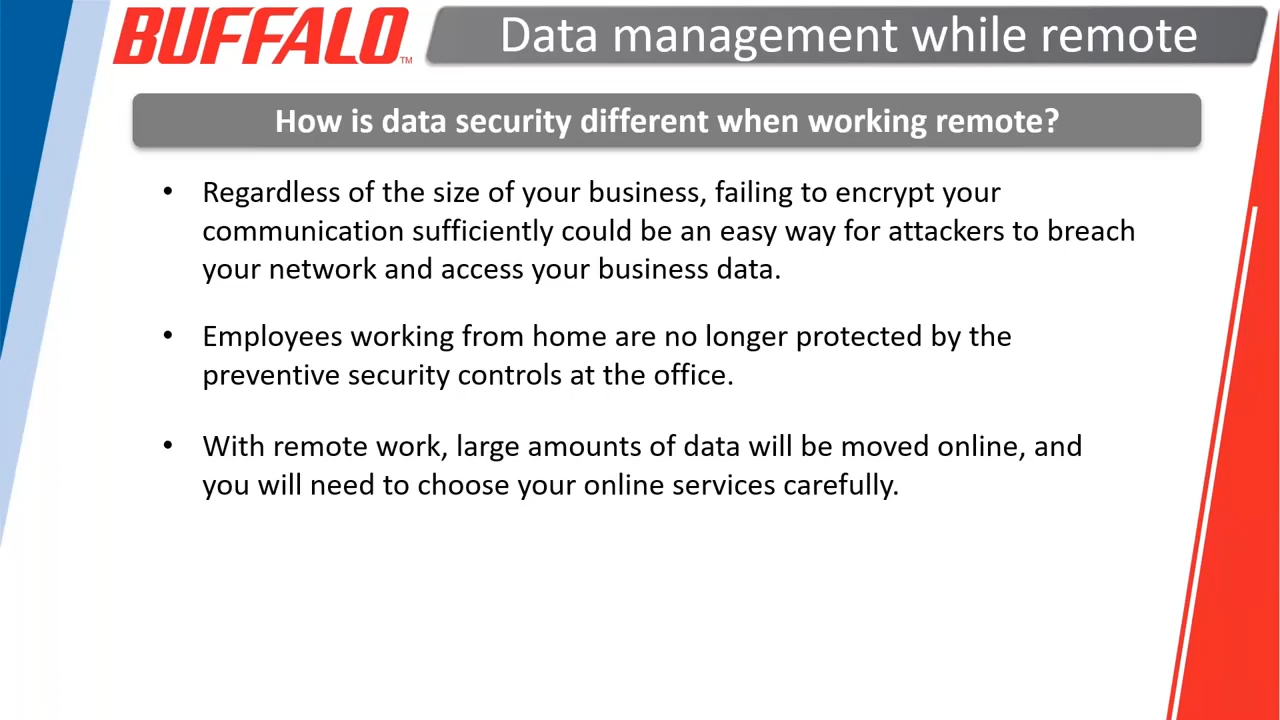 BUFFALO™
Data management while remote
How is data security different when working remote?
• Regardless of the size of your business, failing to encrypt your
communication sufficiently could be an easy way for attackers to breach
your network and access your business data.
• Employees working from home are no longer protected by the
preventive security controls at the office.
• With remote work, large amounts of data will be moved online, and
you will need to choose your online services carefully.